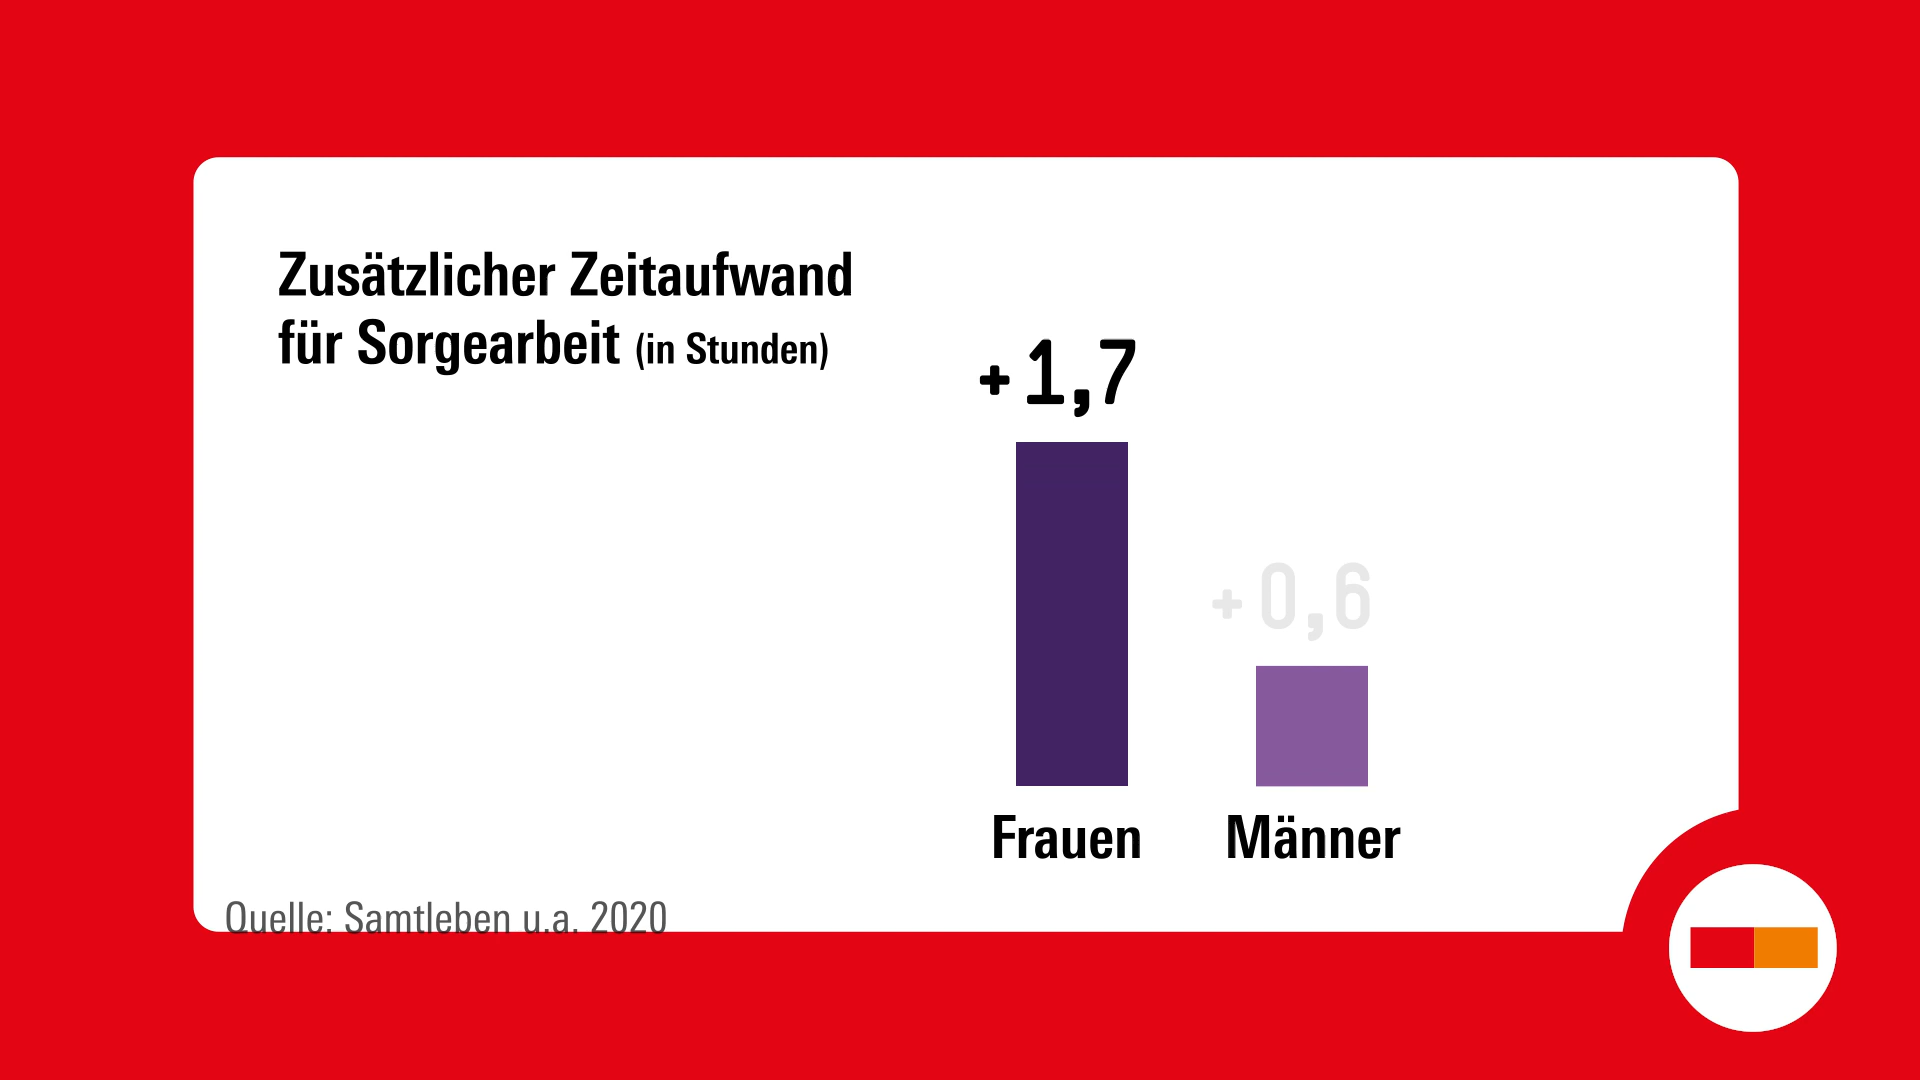 Zusätzlicher Zeitaufwand
für Sorgearbeit (in Stunden)
+1,7
+0,6
Frauen Männer
Quelle: Samtleben u.a. 2020